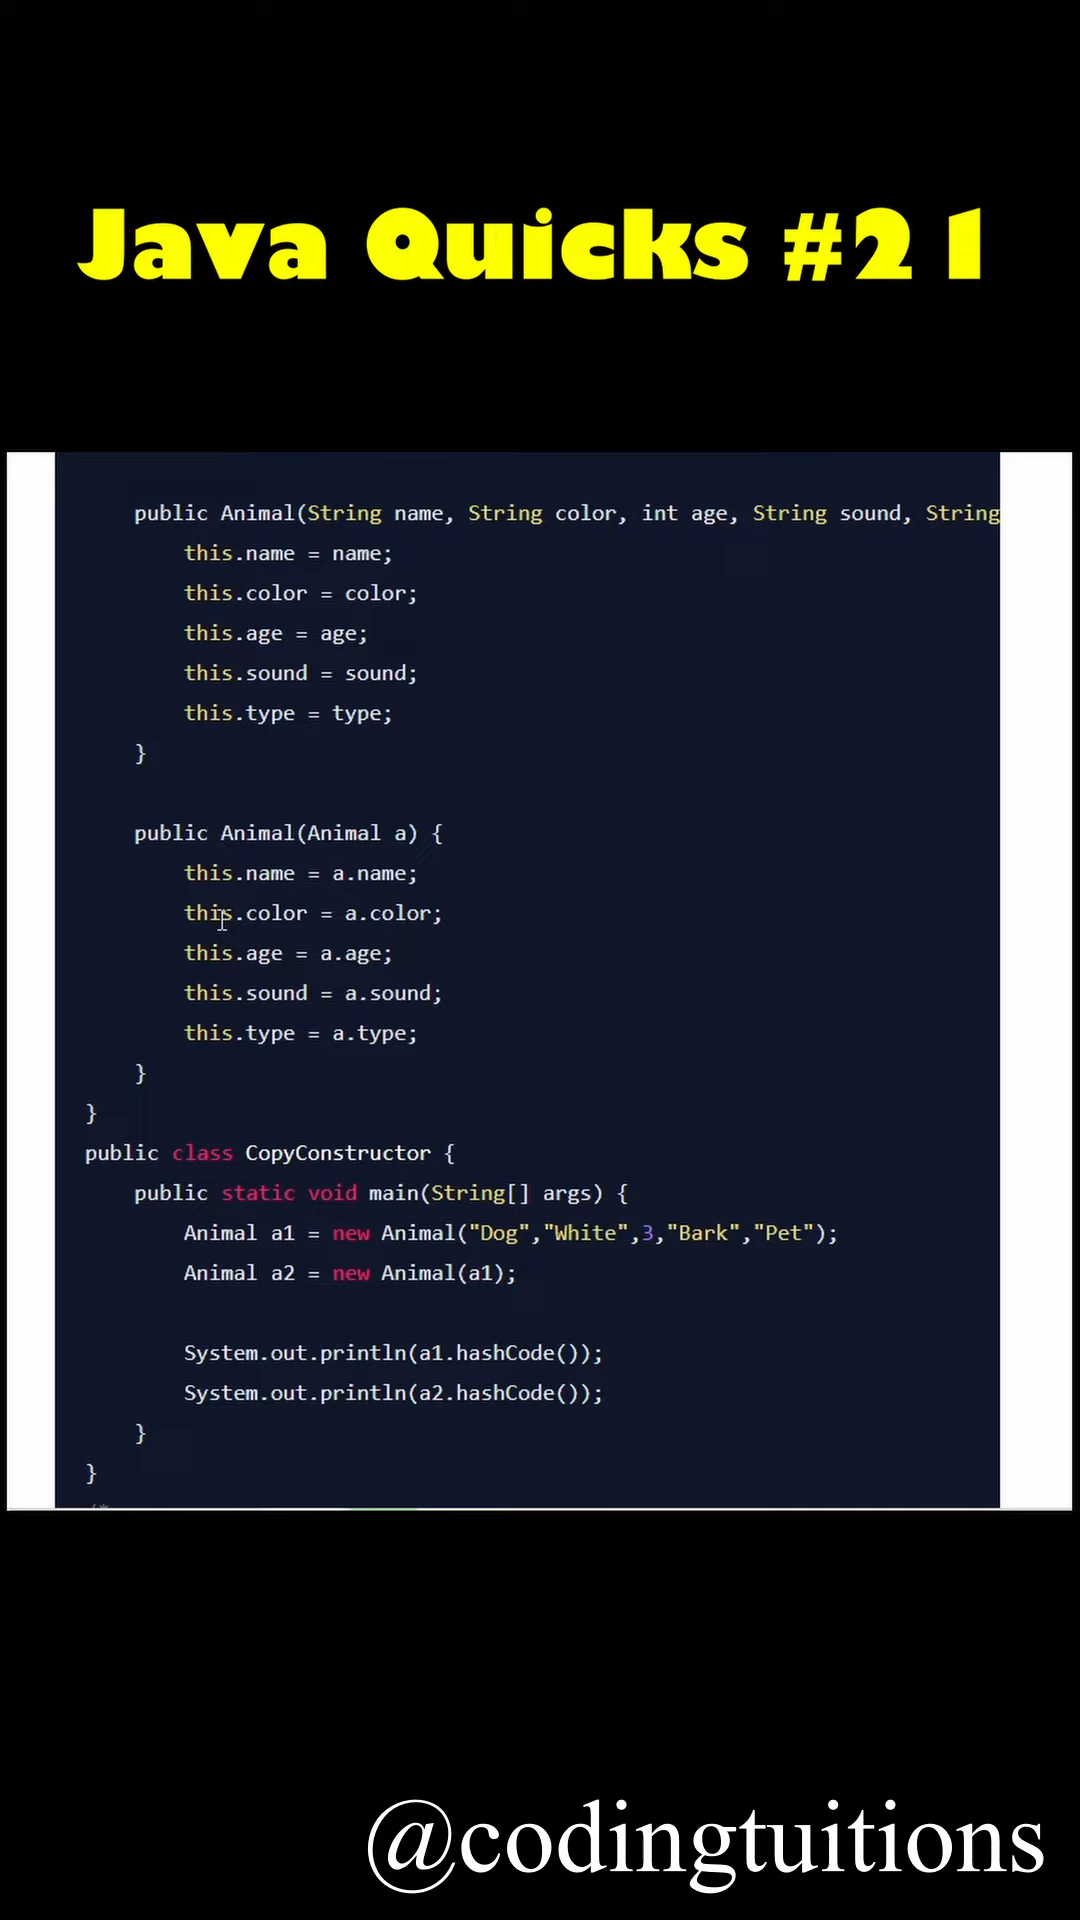 Java Quicks #21
public Animal(String name, String color, int age, String sound, String
this.name = name;
this.color = color;
this.age = age;
this.sound = sound;
this.type = type;
}
public Animal(Animal a) {
this.name = a.name;
this.color = a.color;
this.age = a.age;
this.sound = a.sound;
this.type = a.type;
}
}
public class CopyConstructor {
public static void main(String[] args) {
Animal a1 = new Animal("Dog","White",3,"Bark","Pet");
Animal a2 = new Animal(a1);
System.out.println(a1.hashCode());
System.out.println(a2.hashCode());
}
}
/*
@codingtuitions